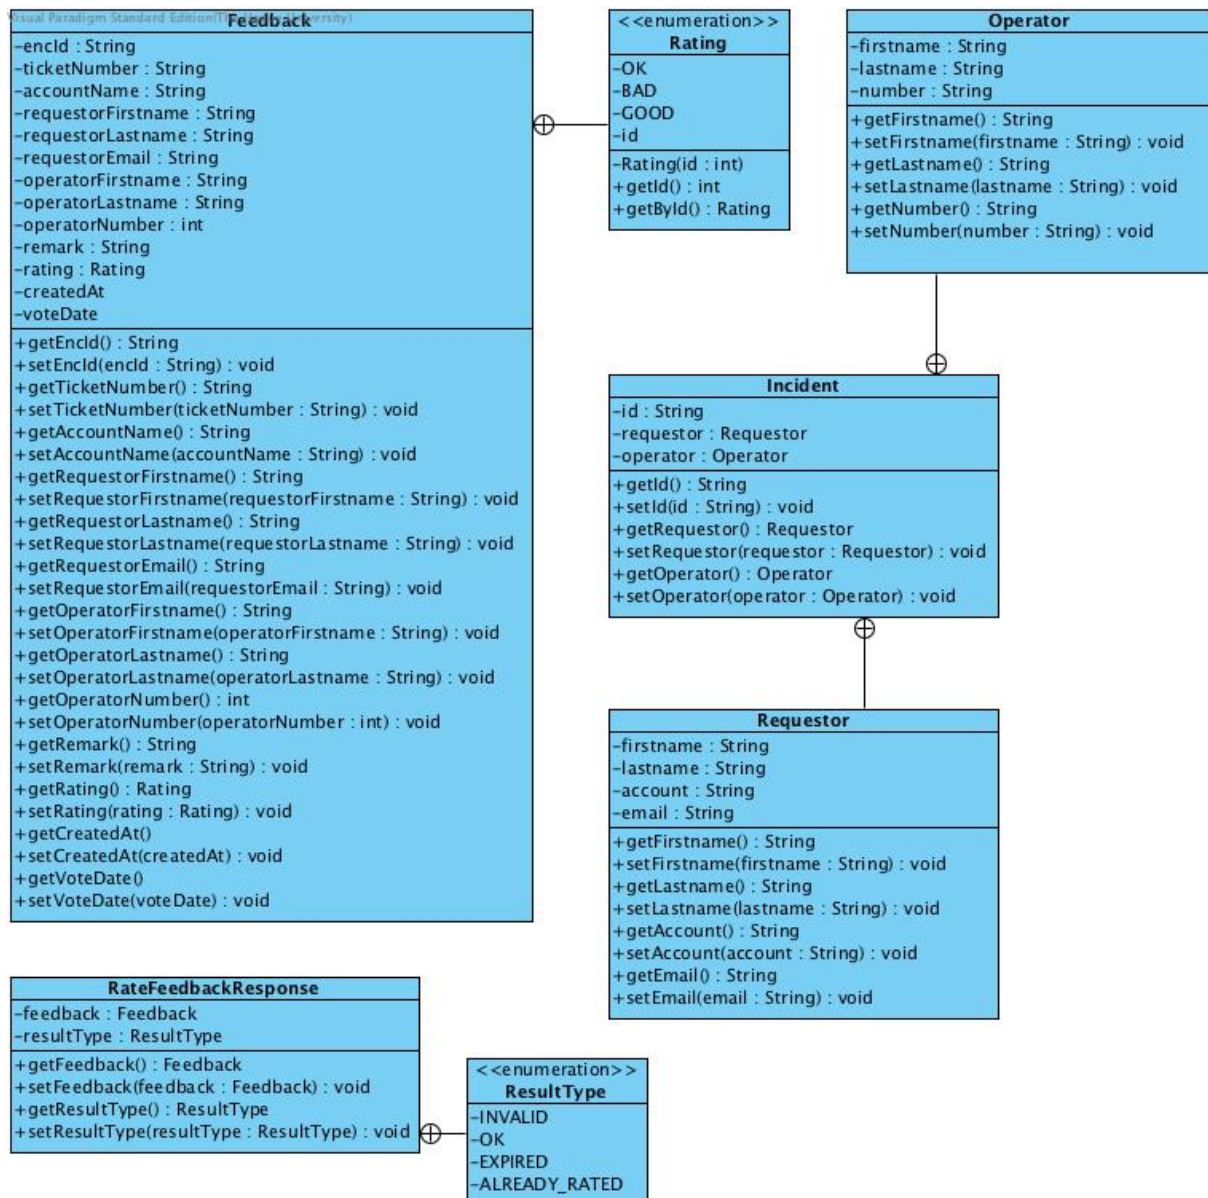 Visual Paradigm Standard Edition(The University)
Feedback
-encId : String
-ticketNumber : String
-accountName : String
-requestorFirstname : String
-requestorLastname : String
-requestorEmail : String
-operatorFirstname : String
-operatorLastname : String
-operatorNumber : int
-remark : String
-rating : Rating
-createdAt
-voteDate
+getEncId() : String
+setEncId(encId : String) : void
+getTicketNumber() : String
+setTicketNumber(ticketNumber : String) : void
+getAccountName() : String
+setAccountName(accountName : String) : void
+getRequestorFirstname() : String
+setRequestorFirstname(requestorFirstname : String) : void
+getRequestorLastname() : String
+setRequestorLastname(requestorLastname : String) : void
+getRequestorEmail() : String
+setRequestorEmail(requestorEmail : String) : void
+getOperatorFirstname() : String
+setOperatorFirstname(operatorFirstname : String) : void
+getOperatorLastname() : String
+setOperatorLastname(operatorLastname : String) : void
+getOperatorNumber() : int
+setOperatorNumber(operatorNumber : int) : void
+getRemark() : String
+setRemark(remark : String) : void
+getRating() : Rating
+setRating(rating : Rating) : void
+getCreatedAt()
+setCreatedAt(createdAt) : void
+getVoteDate()
+setVoteDate(voteDate) : void
<<enumeration>>
Rating
-OK
-BAD
-GOOD
-id
-Rating(id : int)
+getId() : int
+getById() : Rating
Operator
-firstname : String
-lastname : String
-number : String
+getFirstname() : String
+setFirstname(firstname : String) : void
+getLastname() : String
+setLastname(lastname : String) : void
+getNumber() : String
+setNumber(number : String) : void
Incident
-id : String
-requestor : Requestor
-operator : Operator
+getId() : String
+setId(id : String) : void
+getRequestor() : Requestor
+setRequestor(requestor : Requestor) : void
+getOperator() : Operator
+setOperator(operator : Operator) : void
Requestor
-firstname : String
-lastname : String
-account : String
-email : String
+getFirstname() : String
+setFirstname(firstname : String) : void
+getLastname() : String
+setLastname(lastname : String) : void
+getAccount() : String
+setAccount(account : String) : void
+getEmail() : String
+setEmail(email : String) : void
RateFeedbackResponse
-feedback : Feedback
-resultType : ResultType
+getFeedback() : Feedback
+setFeedback(feedback : Feedback) : void
+getResultType() : ResultType
+setResultType(resultType : ResultType) : void
<<enumeration>>
ResultType
-INVALID
-OK
-EXPIRED
-ALREADY_RATED